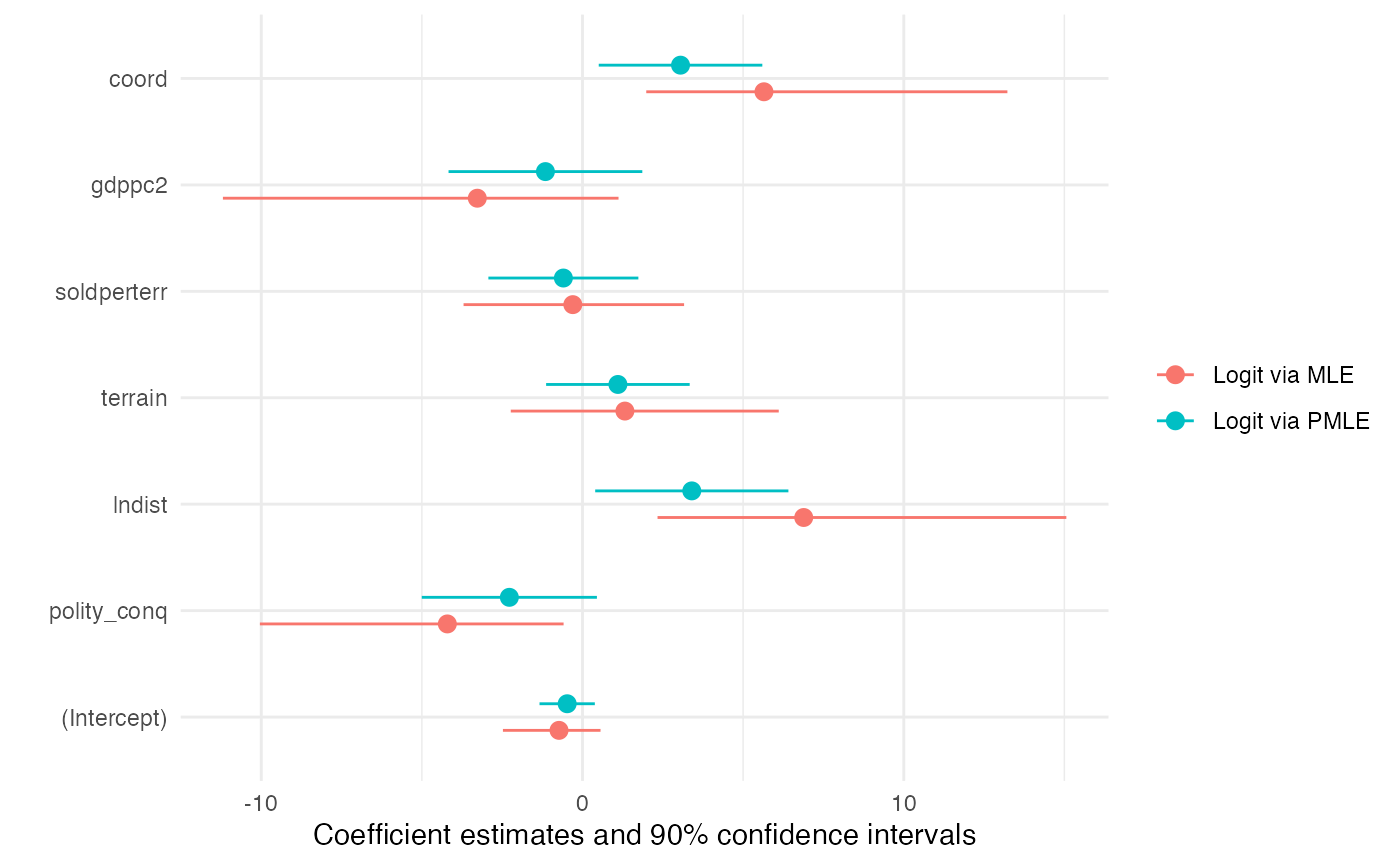 coord
gdppc2
soldperterr
terrain
lndist
polity_conq
(Intercept)
-10
0
10
Coefficient estimates and 90% confidence intervals
Logit via MLE
Logit via PMLE